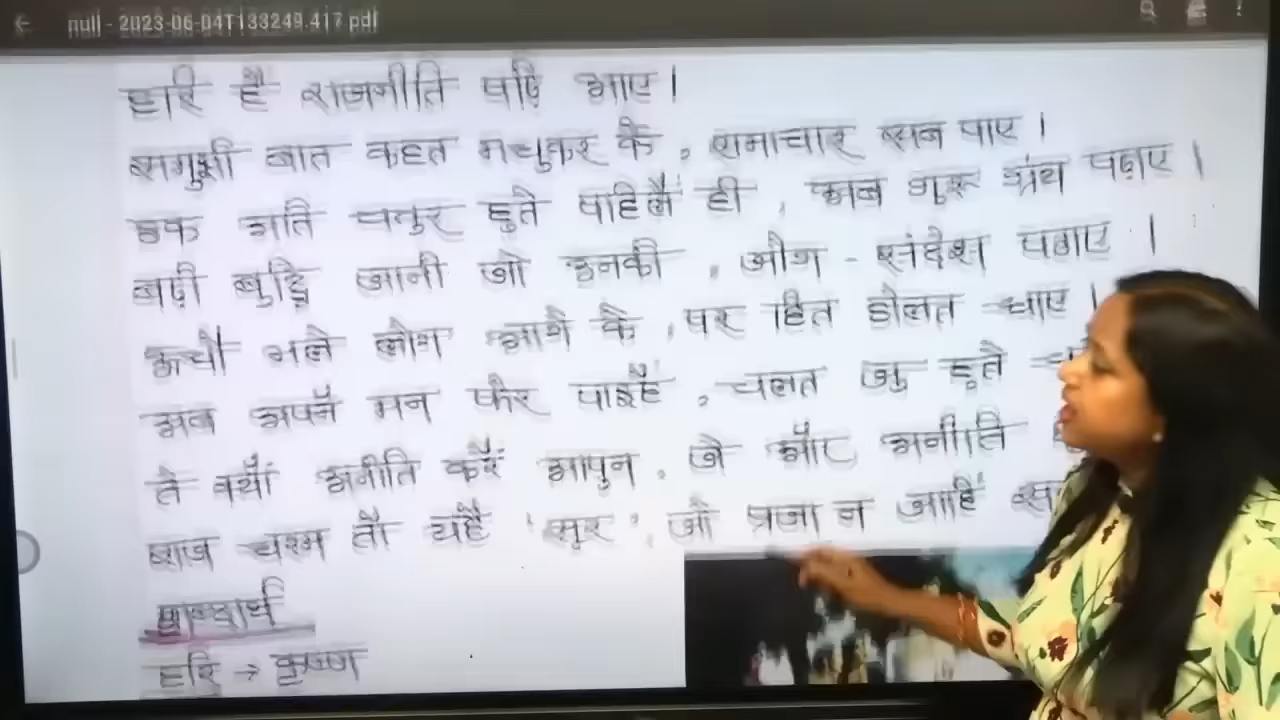 null - 2023-06-04T133249.417 pdf
हरि हैं राजनीति पढ़ि आए।
समुझी बात कहत मधुकर के, समाचार सब पाए।
इक अति चतुर हुते पहिलैं ही, अब गुरु ग्रंथ पढ़ाए।
बढ़ी बुद्धि जानी जो उनकी, जोग-संदेश पठाए।
ऊधौ भले लोग आगे के, पर हित डोलत धाए।
अब अपनै मन फेर पाइहैं, चलत जु हुते
ते क्यौं अनीति करैं आपुन, जे और अनीति
राज धरम तौ यहै 'सूर', जो प्रजा न जाहिं
शब्दार्थ
हरि → कृष्ण